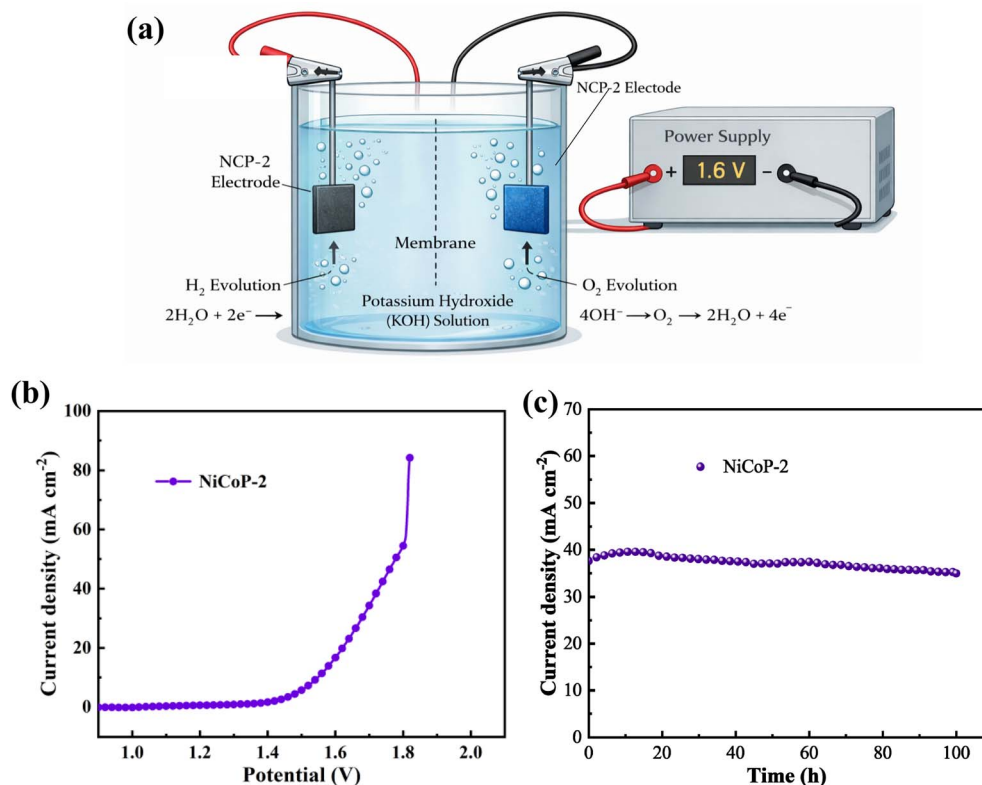 (a)
NCP-2 Electode
Power Supply
+ 1.6 V −
NCP-2
Electrode
Membrane
H₂ Evolution
O₂ Evolution
Potassium Hydroxide
(KOH) Solution
2H₂O + 2e⁻ →
4OH⁻ → O₂ → 2H₂O + 4e⁻
(b)
100
80
60
40
20
0
Current density (mA cm⁻²)
NiCoP-2
1.0 1.2 1.4 1.6 1.8 2.0
Potential (V)
(c)
70
60
50
40
30
20
10
0
Current density (mA cm⁻²)
NiCoP-2
0 20 40 60 80 100
Time (h)